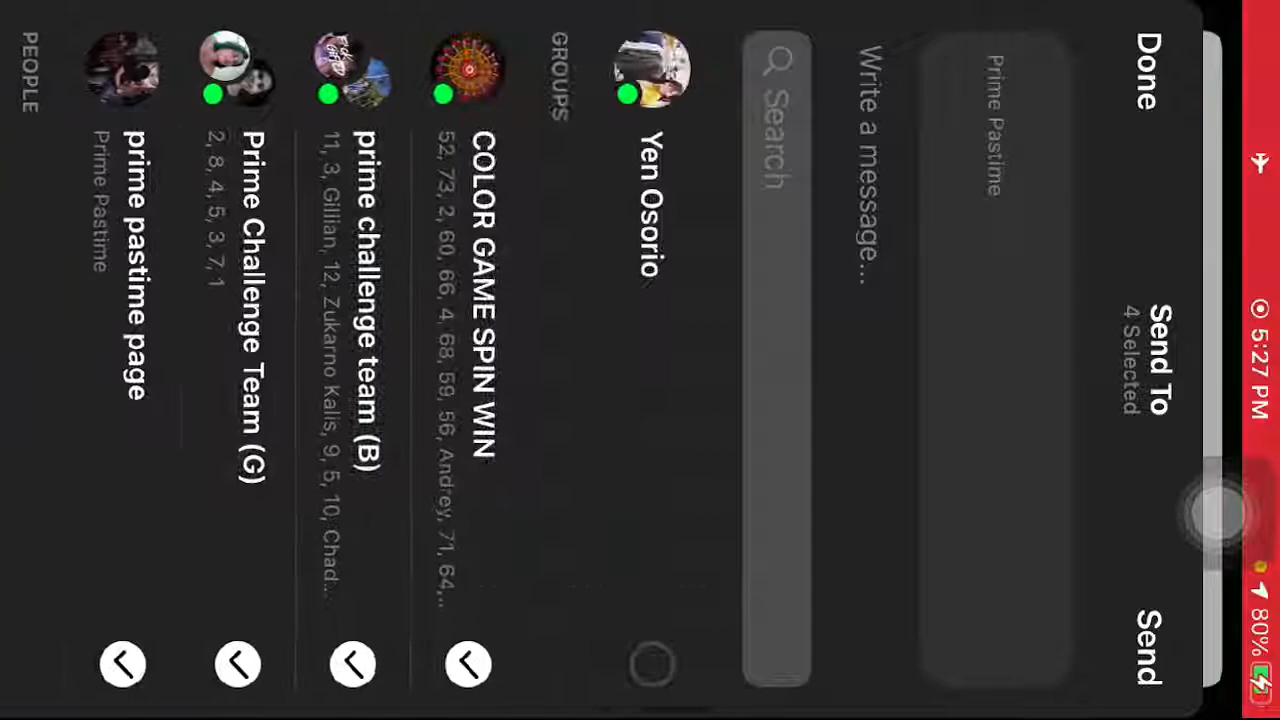 5:27 PM
80%
Done
Send To
4 Selected
Send
Prime Pastime
Write a message...
Search
Yen Osorio
GROUPS
COLOR GAME SPIN WIN
52, 73, 2, 60, 66, 4, 68, 59, 56, Andrey, 71, 64,...
prime challenge team (B)
11, 3, Gillian, 12, Zukarno Kalis, 9, 5, 10, Chad...
Prime Challenge Team (G)
2, 8, 4, 5, 3, 7, 1
prime pastime page
Prime Pastime
PEOPLE